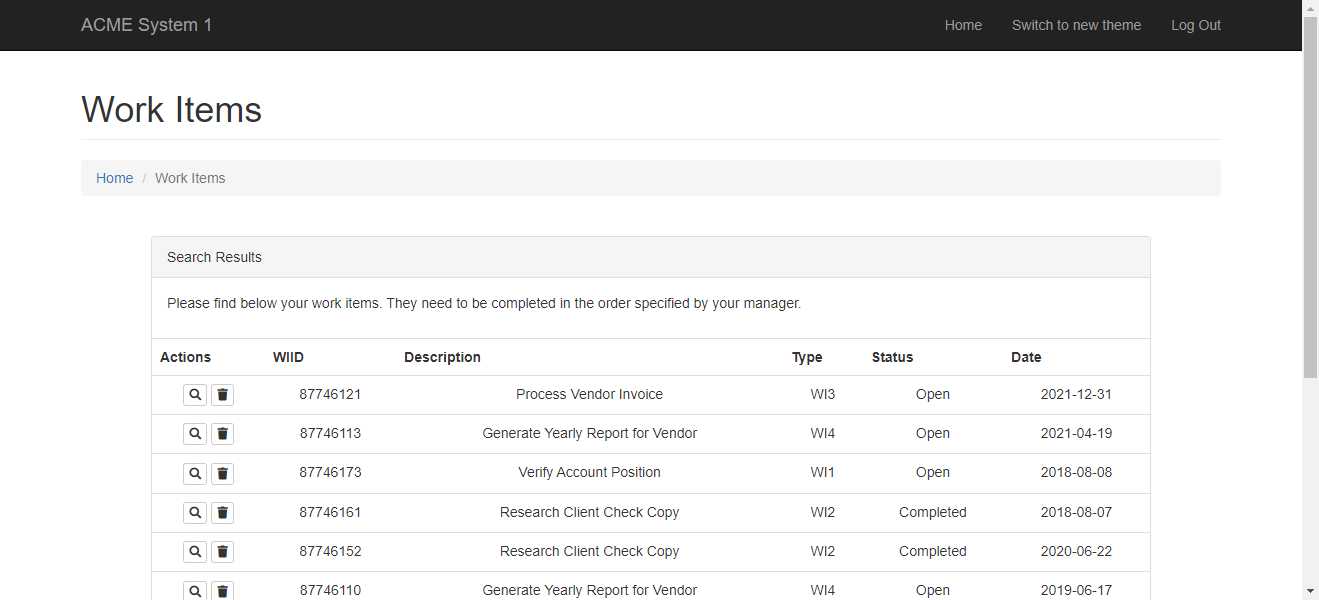 ACME System 1 Home Switch to new theme Log Out
Work Items
Home / Work Items
Search Results
Please find below your work items. They need to be completed in the order specified by your manager.
Actions WIID Description Type Status Date
87746121 Process Vendor Invoice WI3 Open 2021-12-31
87746113 Generate Yearly Report for Vendor WI4 Open 2021-04-19
87746173 Verify Account Position WI1 Open 2018-08-08
87746161 Research Client Check Copy WI2 Completed 2018-08-07
87746152 Research Client Check Copy WI2 Completed 2020-06-22
87746110 Generate Yearly Report for Vendor WI4 Open 2019-06-17